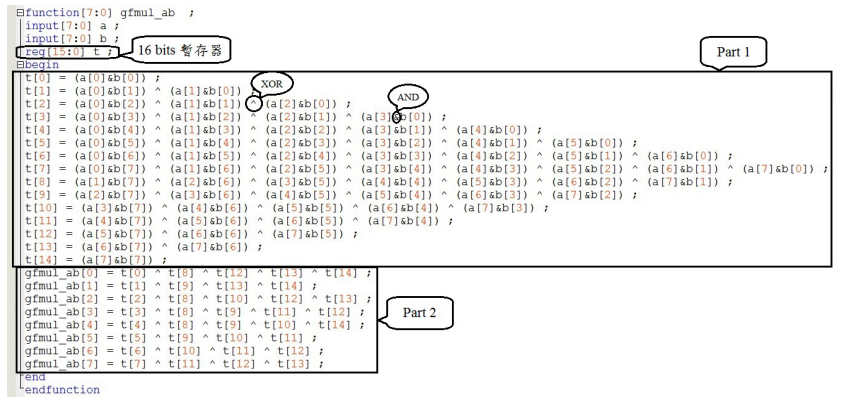 function[7:0] gfmul_ab ;
input[7:0] a ;
input[7:0] b ;
reg[15:0] t ;
16 bits 暫存器
Part 1
begin
XOR
AND
t[0] = (a[0]&b[0]) ;
t[1] = (a[0]&b[1]) ^ (a[1]&b[0]) ;
t[2] = (a[0]&b[2]) ^ (a[1]&b[1]) ^ (a[2]&b[0]) ;
t[3] = (a[0]&b[3]) ^ (a[1]&b[2]) ^ (a[2]&b[1]) ^ (a[3]&b[0]) ;
t[4] = (a[0]&b[4]) ^ (a[1]&b[3]) ^ (a[2]&b[2]) ^ (a[3]&b[1]) ^ (a[4]&b[0]) ;
t[5] = (a[0]&b[5]) ^ (a[1]&b[4]) ^ (a[2]&b[3]) ^ (a[3]&b[2]) ^ (a[4]&b[1]) ^ (a[5]&b[0]) ;
t[6] = (a[0]&b[6]) ^ (a[1]&b[5]) ^ (a[2]&b[4]) ^ (a[3]&b[3]) ^ (a[4]&b[2]) ^ (a[5]&b[1]) ^ (a[6]&b[0]) ;
t[7] = (a[0]&b[7]) ^ (a[1]&b[6]) ^ (a[2]&b[5]) ^ (a[3]&b[4]) ^ (a[4]&b[3]) ^ (a[5]&b[2]) ^ (a[6]&b[1]) ^ (a[7]&b[0]) ;
t[8] = (a[1]&b[7]) ^ (a[2]&b[6]) ^ (a[3]&b[5]) ^ (a[4]&b[4]) ^ (a[5]&b[3]) ^ (a[6]&b[2]) ^ (a[7]&b[1]) ;
t[9] = (a[2]&b[7]) ^ (a[3]&b[6]) ^ (a[4]&b[5]) ^ (a[5]&b[4]) ^ (a[6]&b[3]) ^ (a[7]&b[2]) ;
t[10] = (a[3]&b[7]) ^ (a[4]&b[6]) ^ (a[5]&b[5]) ^ (a[6]&b[4]) ^ (a[7]&b[3]) ;
t[11] = (a[4]&b[7]) ^ (a[5]&b[6]) ^ (a[6]&b[5]) ^ (a[7]&b[4]) ;
t[12] = (a[5]&b[7]) ^ (a[6]&b[6]) ^ (a[7]&b[5]) ;
t[13] = (a[6]&b[7]) ^ (a[7]&b[6]) ;
t[14] = (a[7]&b[7]) ;
gfmul_ab[0] = t[0] ^ t[8] ^ t[12] ^ t[13] ^ t[14] ;
gfmul_ab[1] = t[1] ^ t[9] ^ t[13] ^ t[14] ;
gfmul_ab[2] = t[2] ^ t[8] ^ t[10] ^ t[12] ^ t[13] ;
gfmul_ab[3] = t[3] ^ t[8] ^ t[9] ^ t[11] ^ t[12] ;
gfmul_ab[4] = t[4] ^ t[8] ^ t[9] ^ t[10] ^ t[14] ;
gfmul_ab[5] = t[5] ^ t[9] ^ t[10] ^ t[11] ;
gfmul_ab[6] = t[6] ^ t[10] ^ t[11] ^ t[12] ;
gfmul_ab[7] = t[7] ^ t[11] ^ t[12] ^ t[13] ;
Part 2
end
endfunction